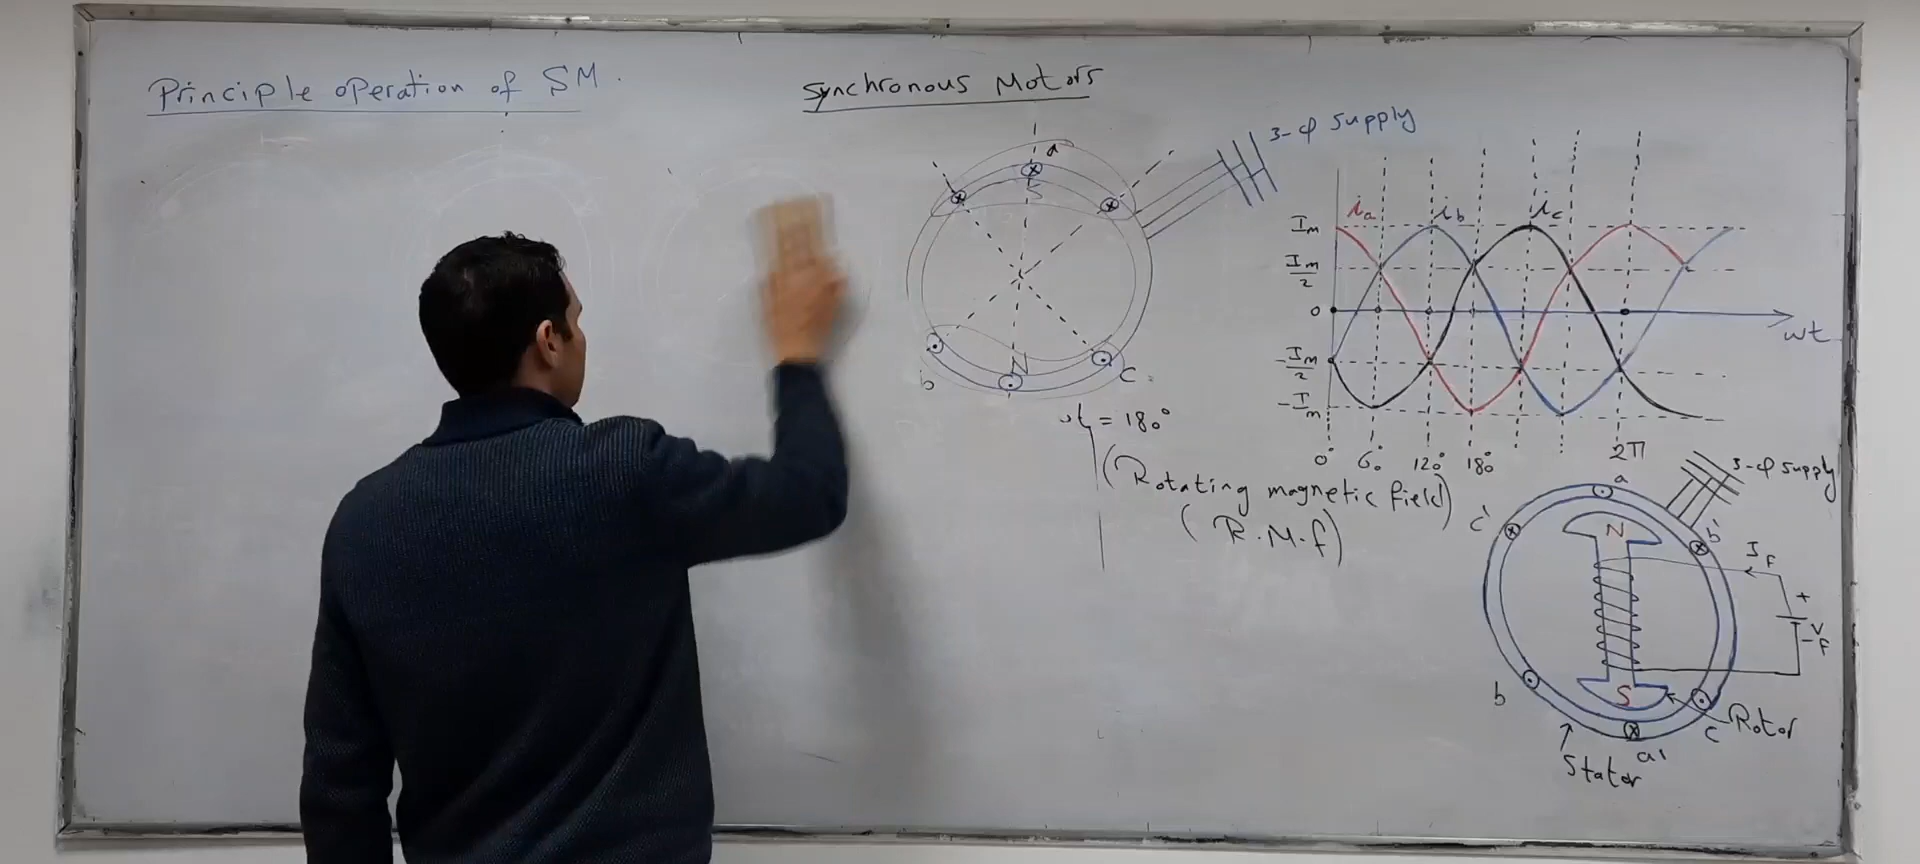 Principle operation of SM.
Synchronous Motors
3-φ supply
a
S
N
b
c
ωt = 180°
(Rotating magnetic field)
(R.M.f)
ia
ib
ic
Im
Im/2
0
-Im/2
-Im
ωt
0°
60°
120°
180°
2π
3-φ supply
a
c'
b'
N
IF
+
VF
-
S
b
c
a'
Rotor
Stator